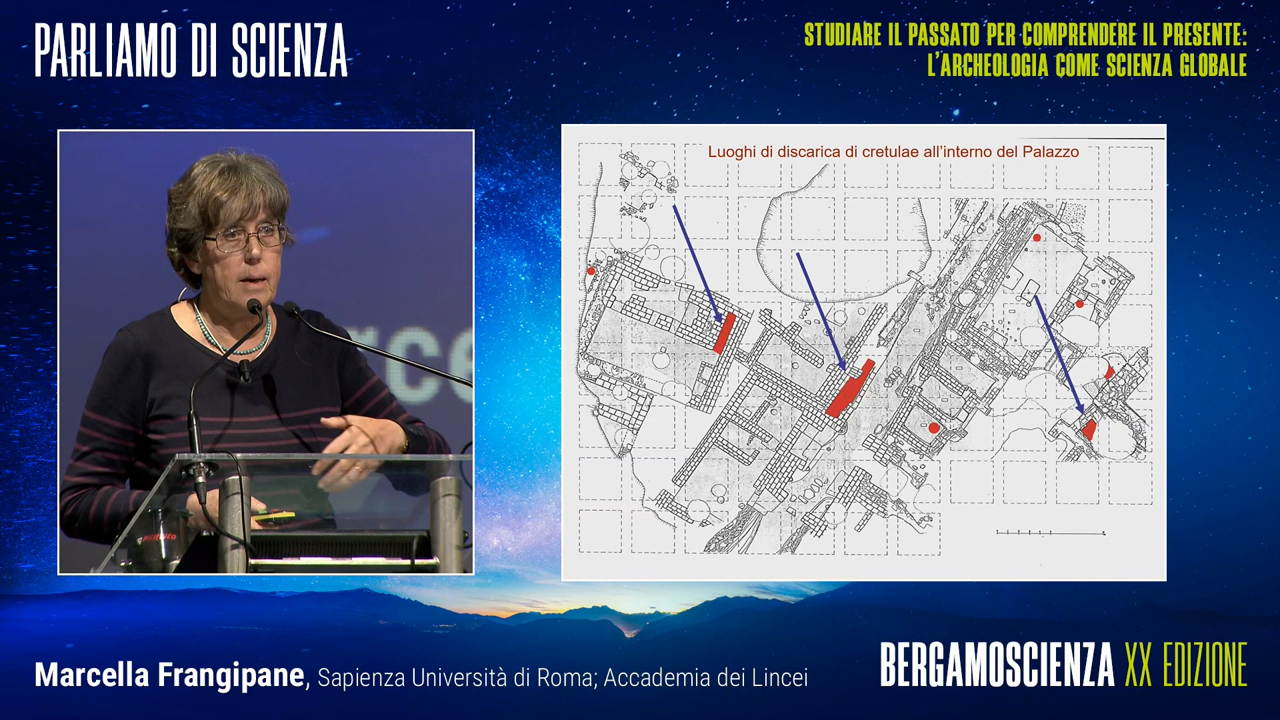 PARLIAMO DI SCIENZA
STUDIARE IL PASSATO PER COMPRENDERE IL PRESENTE:
L'ARCHEOLOGIA COME SCIENZA GLOBALE
Luoghi di discarica di cretulae all'interno del Palazzo
Marcella Frangipane, Sapienza Università di Roma; Accademia dei Lincei
BERGAMOSCIENZA XX EDIZIONE